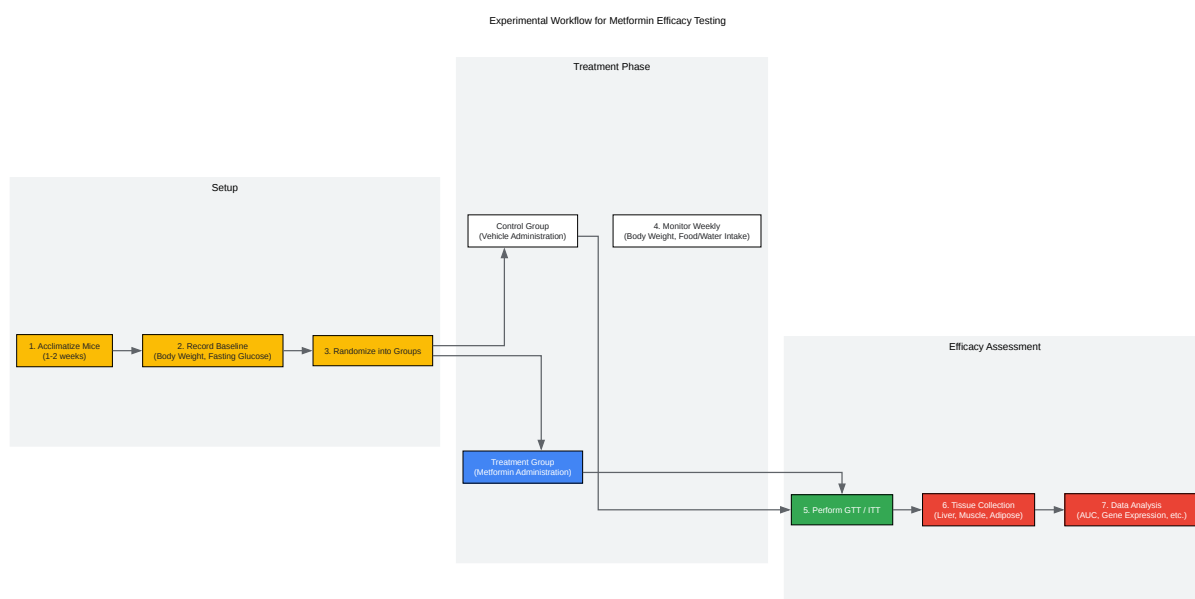 Experimental Workflow for Metformin Efficacy Testing
Setup
1. Acclimatize Mice
(1-2 weeks)
2. Record Baseline
(Body Weight, Fasting Glucose)
3. Randomize into Groups
Treatment Phase
Control Group
(Vehicle Administration)
4. Monitor Weekly
(Body Weight, Food/Water Intake)
Treatment Group
(Metformin Administration)
Efficacy Assessment
5. Perform GTT / ITT
6. Tissue Collection
(Liver, Muscle, Adipose)
7. Data Analysis
(AUC, Gene Expression, etc.)